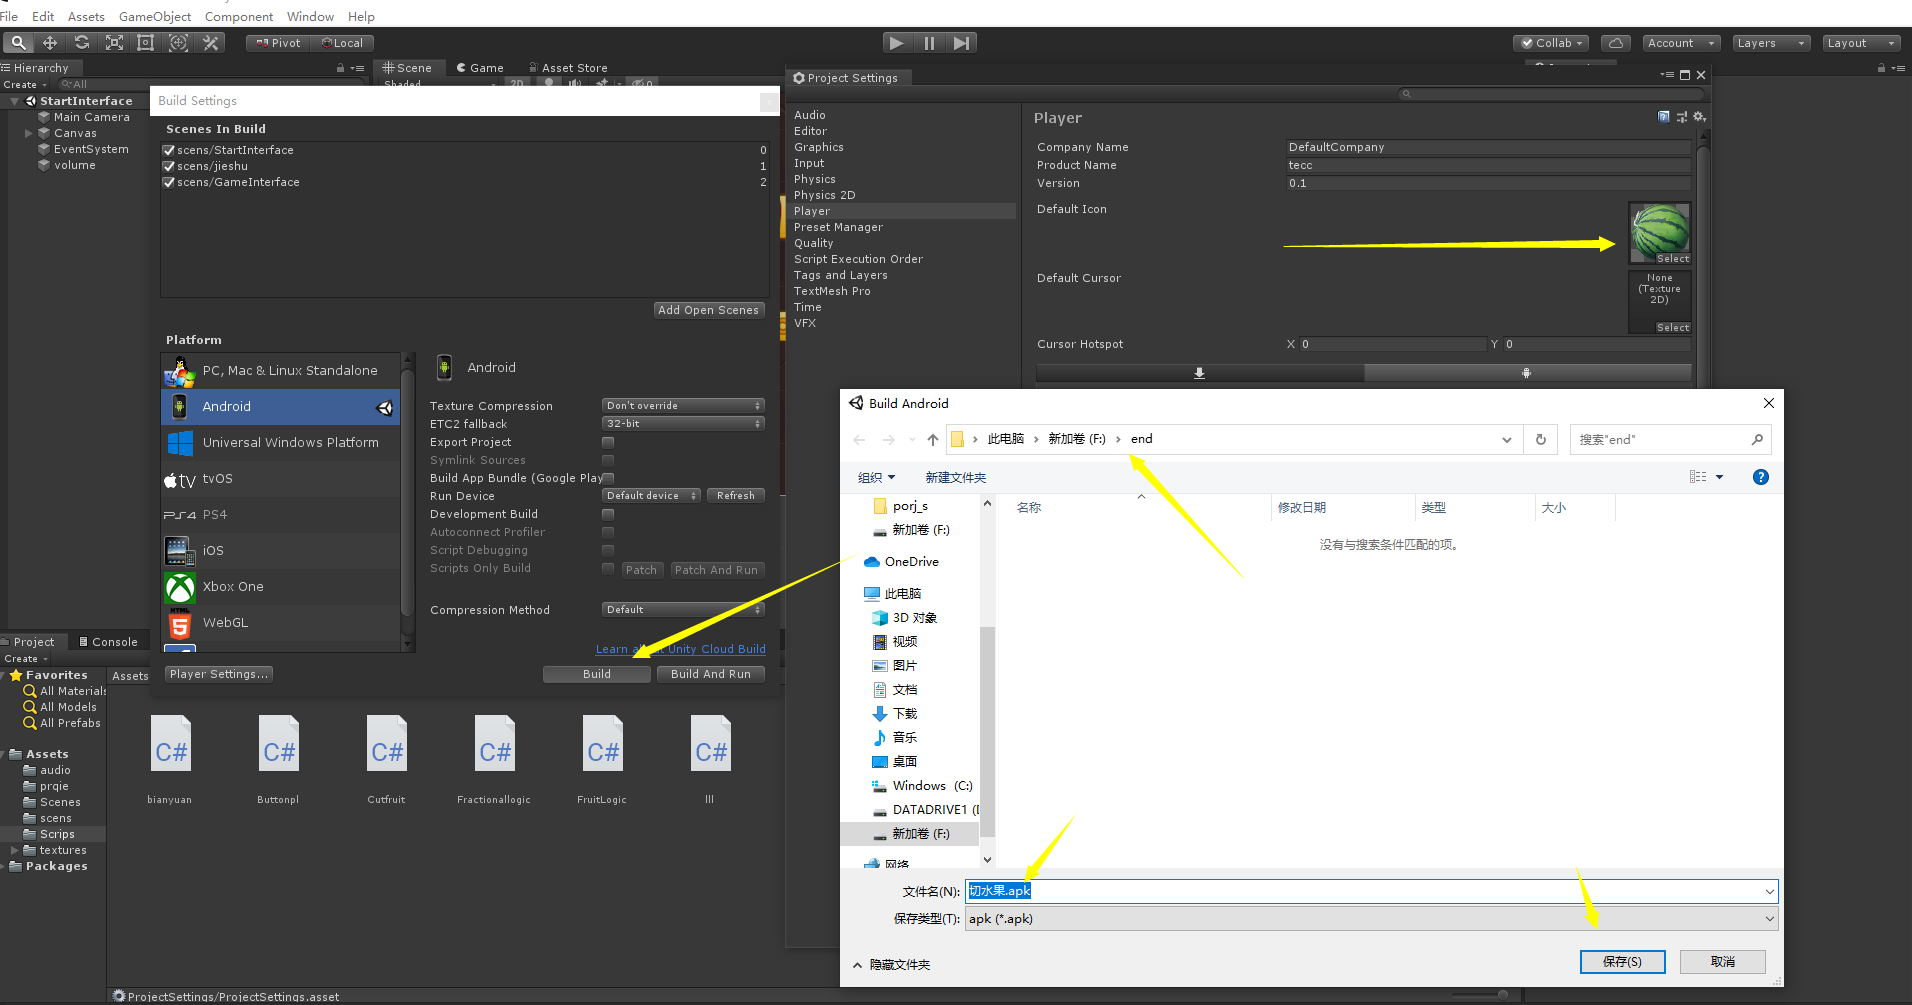 File Edit Assets GameObject Component Window Help
Pivot Local
Collab Account Layers Layout
Hierarchy
Create All
StartInterface
Main Camera
Canvas
EventSystem
volume
Scene Game Asset Store
Shaded 2D
Build Settings
Scenes In Build
scens/StartInterface 0
scens/jieshu 1
scens/GameInterface 2
Add Open Scenes
Platform
PC, Mac & Linux Standalone
Android
Universal Windows Platform
tvOS
PS4
iOS
Xbox One
WebGL
Android
Texture Compression Don't override
ETC2 fallback 32-bit
Export Project
Symlink Sources
Build App Bundle (Google Play
Run Device Default device Refresh
Development Build
Autoconnect Profiler
Script Debugging
Scripts Only Build Patch Patch And Run
Compression Method Default
Learn about Unity Cloud Build
Player Settings... Build Build And Run
Project Settings
Audio
Editor
Graphics
Input
Physics
Physics 2D
Player
Preset Manager
Quality
Script Execution Order
Tags and Layers
TextMesh Pro
Time
VFX
Player
Company Name DefaultCompany
Product Name tecc
Version 0.1
Default Icon
Select
Default Cursor
None
(Texture
2D)
Select
Cursor Hotspot X 0 Y 0
Build Android
此电脑 新加卷 (F:) end
搜索"end"
组织 新建文件夹
porj_s
新加卷 (F:)
OneDrive
此电脑
3D 对象
视频
图片
文档
下载
音乐
桌面
Windows (C:)
DATADRIVE1 (
新加卷 (F:)
网络
名称 修改日期 类型 大小
没有与搜索条件匹配的项。
文件名(N): 切水果.apk
保存类型(T): apk (*.apk)
隐藏文件夹
保存(S) 取消
Project Console
Create
Favorites
All Materials
All Models
All Prefabs
Assets
audio
prqie
Scenes
scens
Scrips
textures
Packages
Assets
C# C# C# C# C# C#
bianyuan Buttonpl Cutfruit Fractionallogic FruitLogic lll
ProjectSettings/ProjectSettings.asset